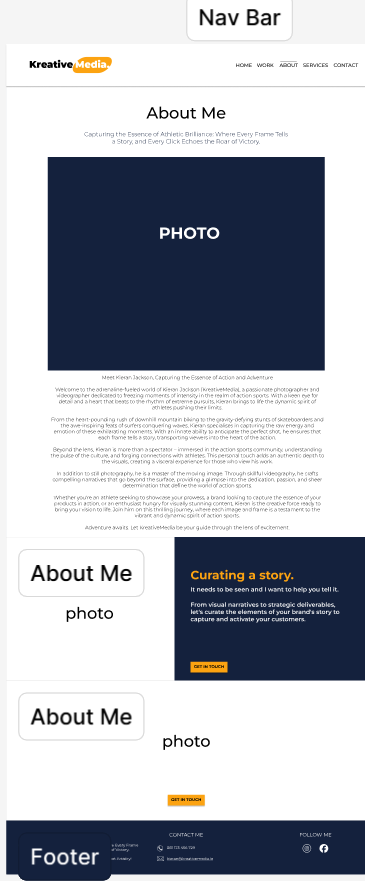 Nav Bar
KreativeMedia.
HOME WORK ABOUT SERVICES CONTACT
About Me
Capturing the Essence of Athletic Brilliance: Where Every Frame Tells
a Story, and Every Click Echoes the Roar of Victory.
PHOTO
Meet Kieran Jackson, Capturing the Essence of Action and Adventure
Welcome to the adrenaline-fueled world of Kieran Jackson (kreativeMedia), a passionate photographer and
videographer dedicated to freezing moments of intensity in the realm of action sports. With a keen eye for
detail and a heart that beats to the rhythm of extreme pursuits, Kieran brings to life the dynamic spirit of
athletes pushing their limits.
From the heart-pounding rush of downhill mountain biking to the gravity-defying stunts of skateboarders and
the awe-inspiring feats of surfers conquering waves, Kieran specialises in capturing the raw energy and
emotion of these exhilarating moments. With an innate ability to anticipate the perfect shot, he ensures that
each frame tells a story, transporting viewers into the heart of the action.
Beyond the lens, Kieran is more than a spectator – immersed in the action sports community, understanding
the pulse of the culture, and forging connections with athletes. This personal touch adds an authentic depth to
the visuals, creating a visceral experience for those who view his work.
In addition to still photography, he is a master of the moving image. Through skillful videography, he crafts
compelling narratives that go beyond the surface, providing a glimpse into the dedication, passion, and sheer
determination that define the world of action sports.
Whether you're an athlete seeking to showcase your prowess, a brand looking to capture the essence of your
products in action, or an enthusiast hungry for visually stunning content, Kieran is the creative force ready to
bring your vision to life. Join him on this thrilling journey, where each image and frame is a testament to the
vibrant and dynamic spirit of action sports.
Adventure awaits. Let KreativeMedia be your guide through the lens of excitement.
About Me
photo
Curating a story.
It needs to be seen and I want to help you tell it.
From visual narratives to strategic deliverables,
let's curate the elements of your brand's story to
capture and activate your customers.
GET IN TOUCH
About Me
photo
GET IN TOUCH
CONTACT ME
FOLLOW ME
Every Frame
of Victory.
get Kreativ!
kieran@kreativemedia.ie
Footer